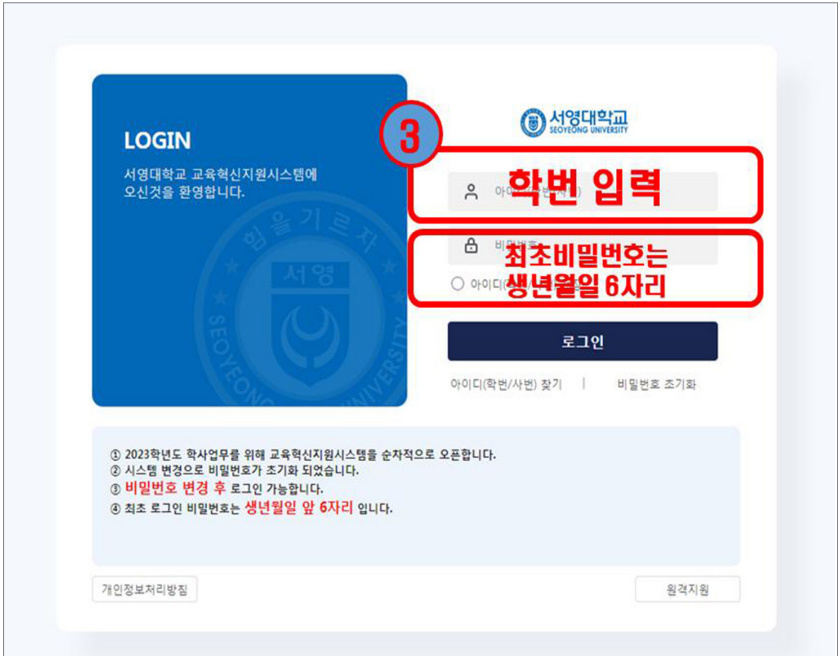 LOGIN
서영대학교 교육혁신지원시스템에
오신것을 환영합니다.
힘을기르자
서영
SEOYEONG UNIVERSITY
3
서영대학교
SEOYEONG UNIVERSITY
학번 입력
최초비밀번호는
생년월일 6자리
로그인
아이디(학번/사번) 찾기 | 비밀번호 초기화
① 2023학년도 학사업무를 위해 교육혁신지원시스템을 순차적으로 오픈합니다.
② 시스템 변경으로 비밀번호가 초기화 되었습니다.
③ 비밀번호 변경 후 로그인 가능합니다.
④ 최초 로그인 비밀번호는 생년월일 앞 6자리 입니다.
개인정보처리방침
원격지원